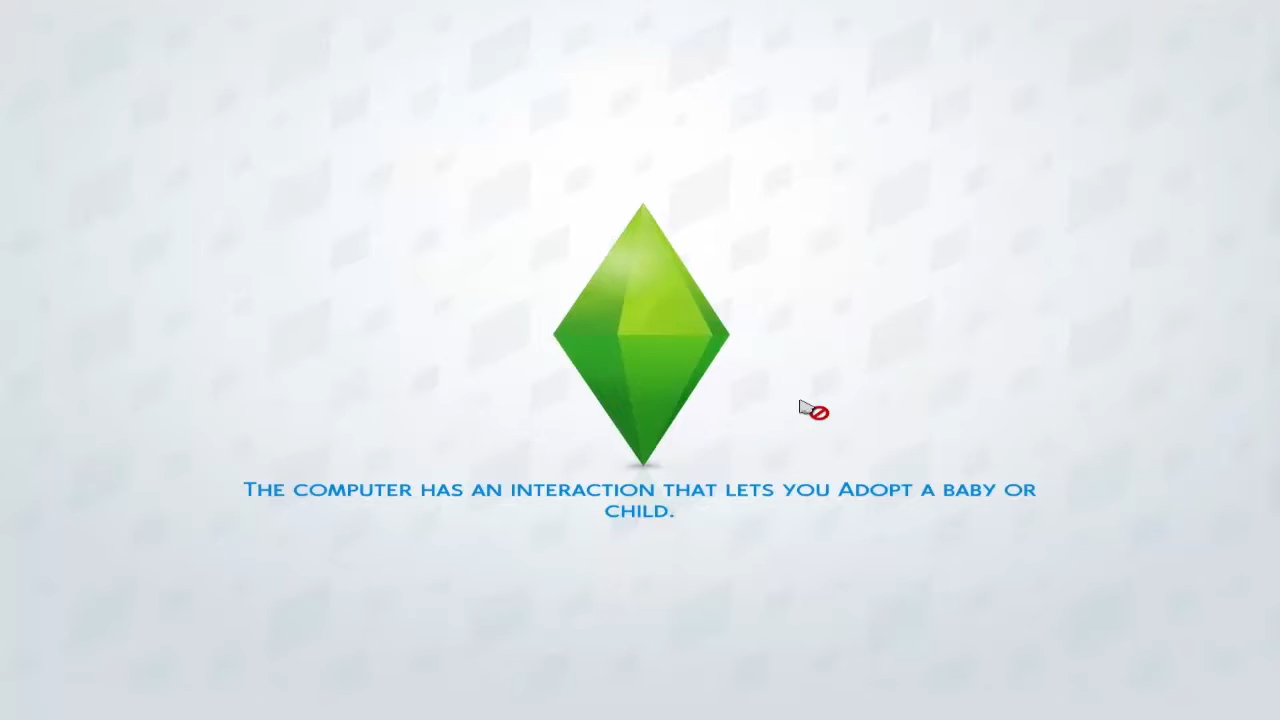 The computer has an interaction that lets you Adopt a baby or
child.